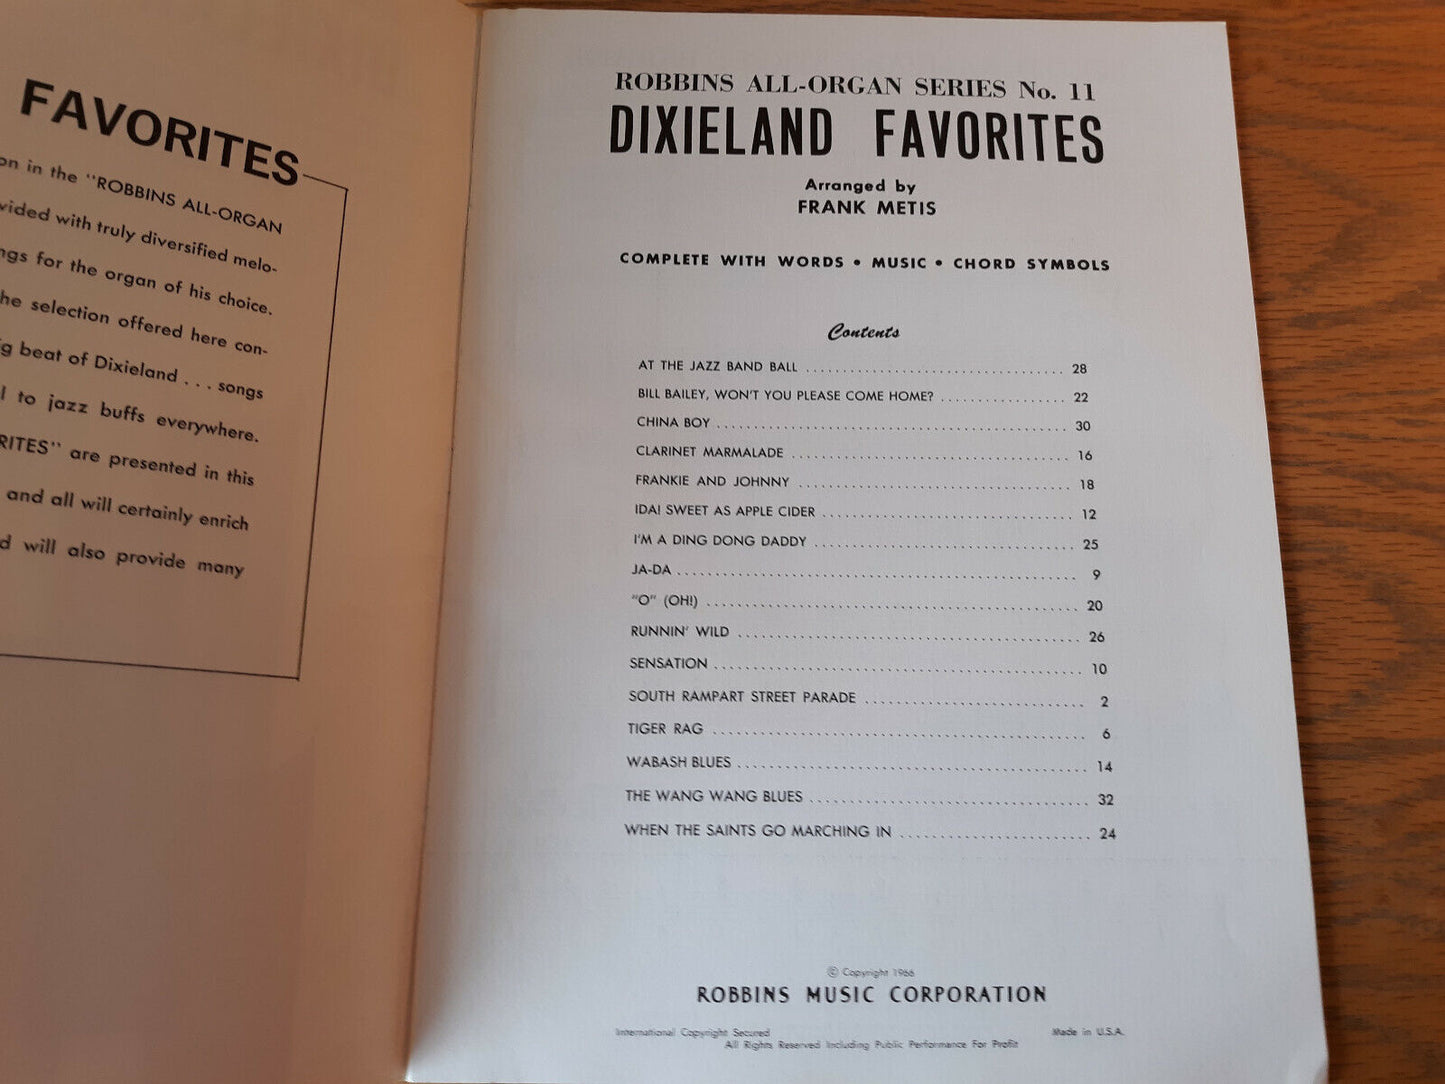 FAVORITES
on in the "ROBBINS ALL-ORGAN
vided with truly diversified melo-
ngs for the organ of his choice.
he selection offered here con-
g beat of Dixieland . . . songs
l to jazz buffs everywhere.
RITES" are presented in this
and all will certainly enrich
d will also provide many
ROBBINS ALL-ORGAN SERIES No. 11
DIXIELAND FAVORITES
Arranged by
FRANK METIS
COMPLETE WITH WORDS • MUSIC • CHORD SYMBOLS
Contents
AT THE JAZZ BAND BALL 28
BILL BAILEY, WON'T YOU PLEASE COME HOME? 22
CHINA BOY 30
CLARINET MARMALADE 16
FRANKIE AND JOHNNY 18
IDA! SWEET AS APPLE CIDER 12
I'M A DING DONG DADDY 25
JA-DA 9
"O" (OH!) 20
RUNNIN' WILD 26
SENSATION 10
SOUTH RAMPART STREET PARADE 2
TIGER RAG 6
WABASH BLUES 14
THE WANG WANG BLUES 32
WHEN THE SAINTS GO MARCHING IN 24
© Copyright 1966
ROBBINS MUSIC CORPORATION
International Copyright Secured Made in U.S.A.
All Rights Reserved Including Public Performance For Profit